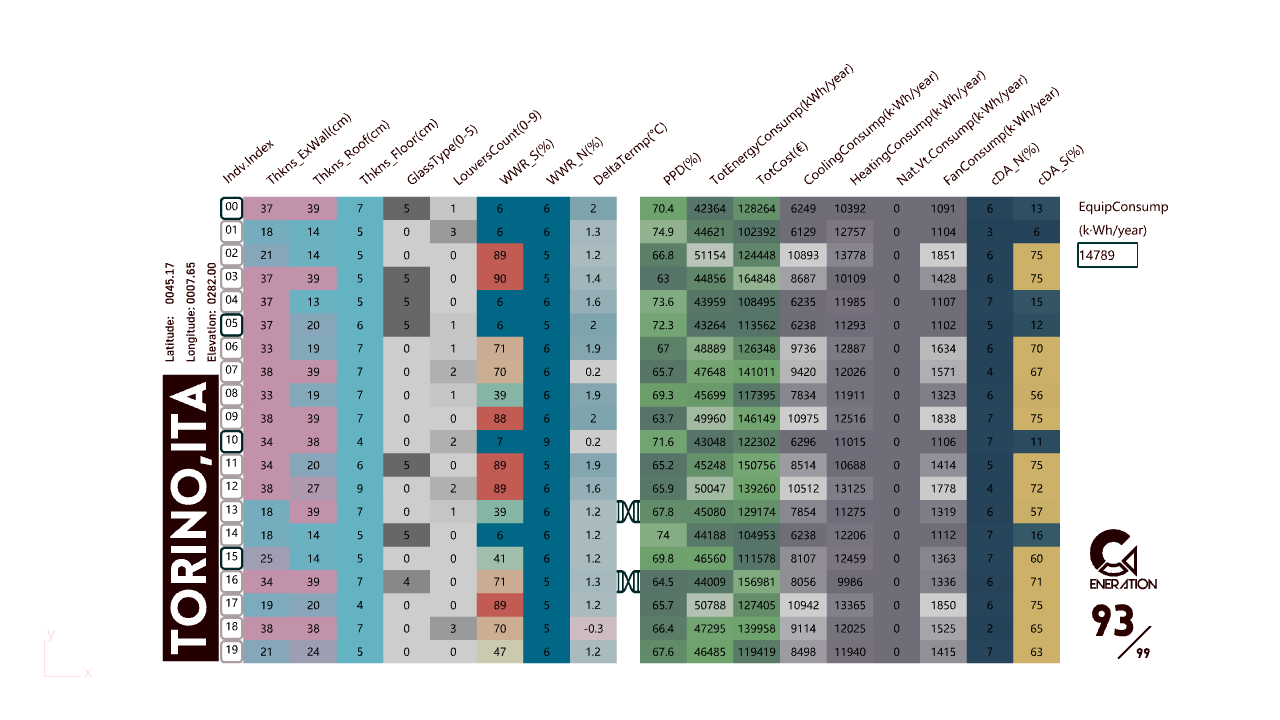 Indv.Index Thkns_ExWall(cm) Thkns_Roof(cm) Thkns_Floor(cm) GlassType(0-5) LouversCount(0-9) WWR_S(%) WWR_N(%) DeltaTermp(°C) PPD(%) TotEnergyConsump(kWh/year) TotCost(€) CoolingConsump(k·Wh/year) HeatingConsump(k·Wh/year) Nat.Vt.Consump(k·Wh/year) FanConsump(k·Wh/year) cDA_N(%) cDA_S(%)
00 37 39 7 5 1 6 6 2 70.4 42364 128264 6249 10392 0 1091 6 13
01 18 14 5 0 3 6 6 1.3 74.9 44621 102392 6129 12757 0 1104 3 6
02 21 14 5 0 0 89 5 1.2 66.8 51154 124448 10893 13778 0 1851 6 75
03 37 39 5 5 0 90 5 1.4 63 44856 164848 8687 10109 0 1428 6 75
04 37 13 5 5 0 6 6 1.6 73.6 43959 108495 6235 11985 0 1107 7 15
05 37 20 6 5 1 6 5 2 72.3 43264 113562 6238 11293 0 1102 5 12
06 33 19 7 0 1 71 6 1.9 67 48889 126348 9736 12887 0 1634 6 70
07 38 39 7 0 2 70 6 0.2 65.7 47648 141011 9420 12026 0 1571 4 67
08 33 19 7 0 0 39 6 1.9 69.3 45699 117395 7834 11911 0 1323 6 56
09 38 39 7 0 0 88 6 2 63.7 49960 146149 10975 12516 0 1838 7 75
10 34 38 4 0 2 7 9 0.2 71.6 43048 122302 6296 11015 0 1106 7 11
11 34 20 6 5 0 89 5 1.9 65.2 45248 150756 8514 10688 0 1414 5 75
12 38 27 9 0 2 89 6 1.6 65.9 50047 139260 10512 13125 0 1778 4 72
13 18 39 7 0 1 39 6 1.2 67.8 45080 129174 7854 11275 0 1319 6 57
14 18 14 5 5 0 6 6 1.2 74 44188 104953 6238 12206 0 1112 7 16
15 25 14 5 0 0 41 5 1.2 69.8 46560 111578 8107 12459 0 1363 7 60
16 34 39 7 4 0 71 5 1.3 64.5 44009 156981 8056 9986 0 1336 6 71
17 19 20 4 0 0 89 5 1.2 65.7 50788 127405 10942 13365 0 1850 6 75
18 38 38 7 0 3 70 5 -0.3 66.4 47295 139958 9114 12025 0 1525 2 65
19 21 24 5 0 0 47 6 1.2 67.6 46485 119419 8498 11940 0 1415 7 63
Latitude: 0045.17
Longitude: 0007.65
Elevation: 0282.00
TORINO,ITA
EquipConsump
(k·Wh/year)
14789
G
ENERATION
93/99
y
x